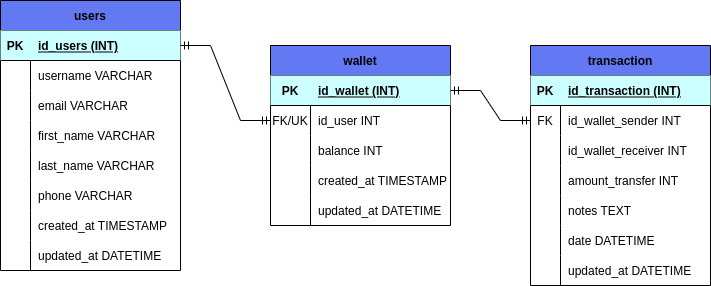 users
PK id_users (INT)
username VARCHAR
email VARCHAR
first_name VARCHAR
last_name VARCHAR
phone VARCHAR
created_at TIMESTAMP
updated_at DATETIME
wallet
PK id_wallet (INT)
FK/UK id_user INT
balance INT
created_at TIMESTAMP
updated_at DATETIME
transaction
PK id_transaction (INT)
FK id_wallet_sender INT
id_wallet_receiver INT
amount_transfer INT
notes TEXT
date DATETIME
updated_at DATETIME